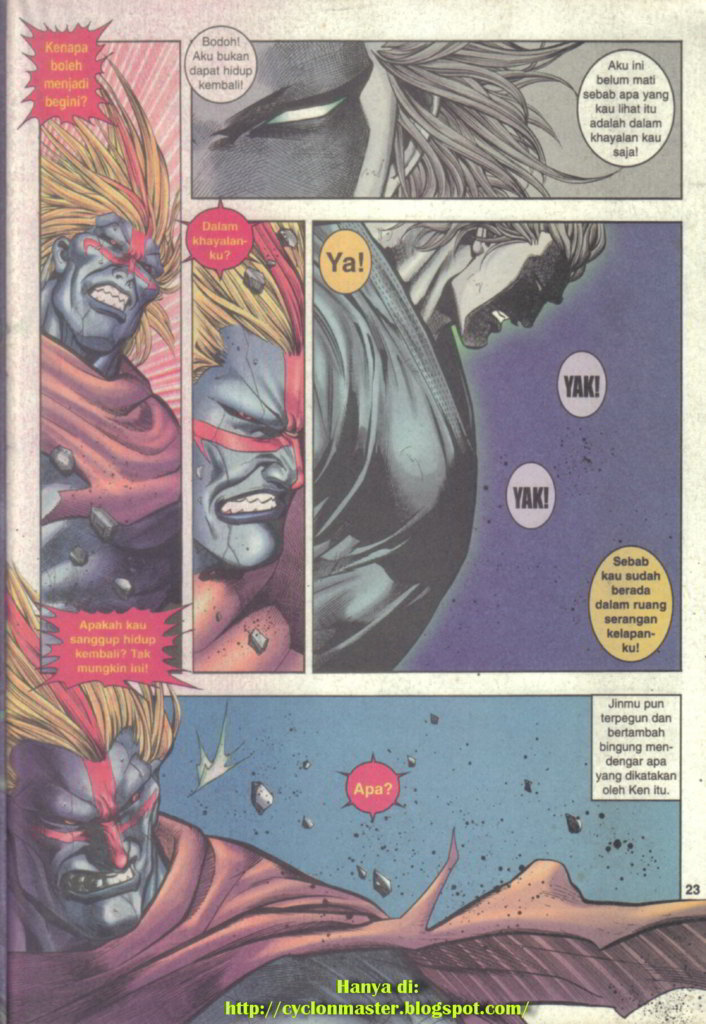 Kenapa
boleh
menjadi
begini?
Bodoh!
Aku bukan
dapat hidup
kembali!
Aku ini
belum mati
sebab apa yang
kau lihat itu
adalah dalam
khayalan kau
saja!
Apakah kau
sanggup hidup
kembali? Tak
mungkin ini!
Dalam
khayalan-
ku?
Ya!
YAK!
YAK!
Sebab
kau sudah
berada
dalam ruang
serangan
kelapan-
ku!
Jinmu pun
terpegun dan
bertambah
bingung men-
dengar apa
yang dikatakan
oleh Ken itu.
Apa?
23
Hanya di:
http://cyclonmaster.blogspot.com/